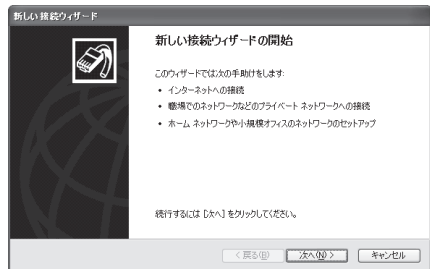 新しい接続ウィザード
新しい接続ウィザードの開始
このウィザードでは次の手助けをします:
• インターネットへの接続
• 職場でのネットワークなどのプライベート ネットワークへの接続
• ホーム ネットワークや小規模オフィスのネットワークのセットアップ
続行するには [次へ] をクリックしてください。
< 戻る(B)
次へ(N) >
キャンセル